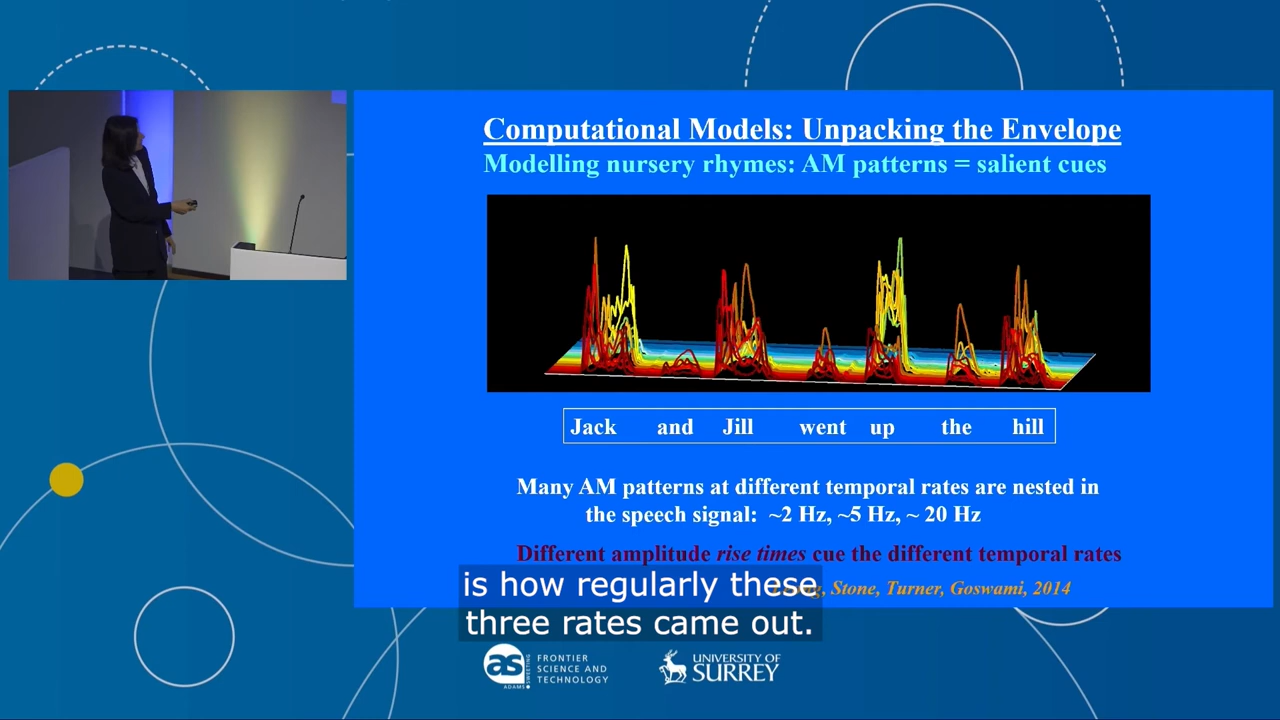 Computational Models: Unpacking the Envelope
Modelling nursery rhymes: AM patterns = salient cues
Jack and Jill went up the hill
Many AM patterns at different temporal rates are nested in
the speech signal: ~2 Hz, ~5 Hz, ~ 20 Hz
Different amplitude rise times cue the different temporal rates
Stone, Turner, Goswami, 2014
is how regularly these
three rates came out.
as
ADAMS SWEETING
FRONTIER
SCIENCE AND
TECHNOLOGY
UNIVERSITY OF
SURREY